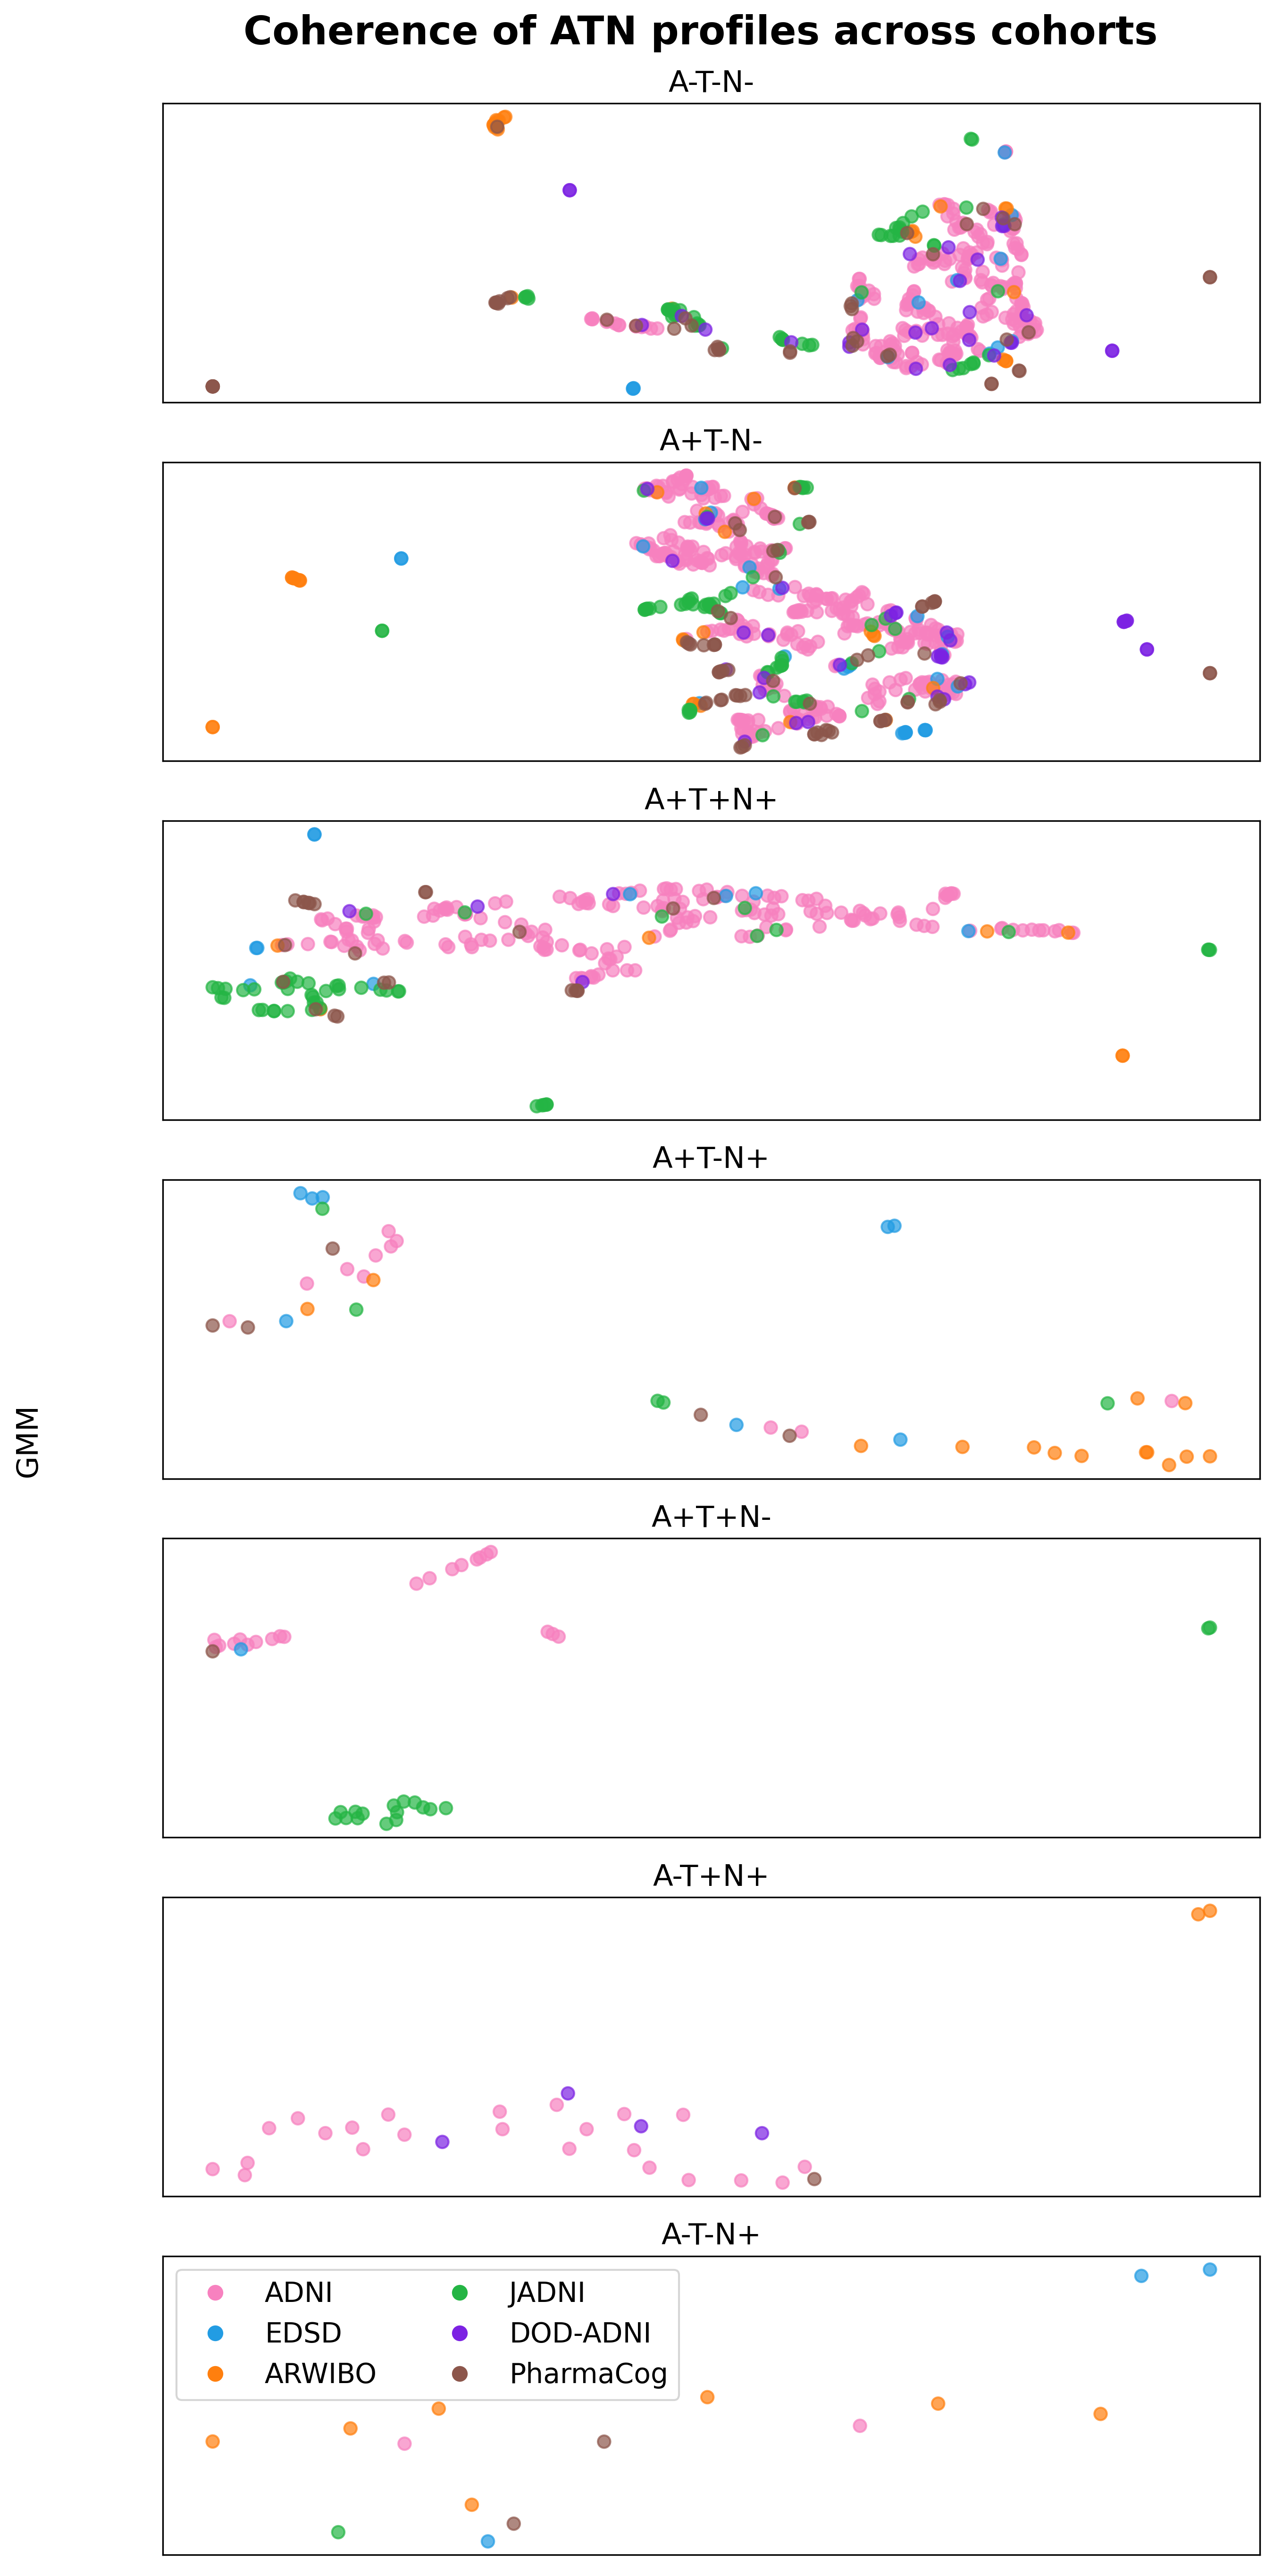 Coherence of ATN profiles across cohorts
A-T-N-
A+T-N-
A+T+N+
A+T-N+
GMM
A+T+N-
A-T+N+
A-T-N+
ADNI
EDSD
ARWIBO
JADNI
DOD-ADNI
PharmaCog